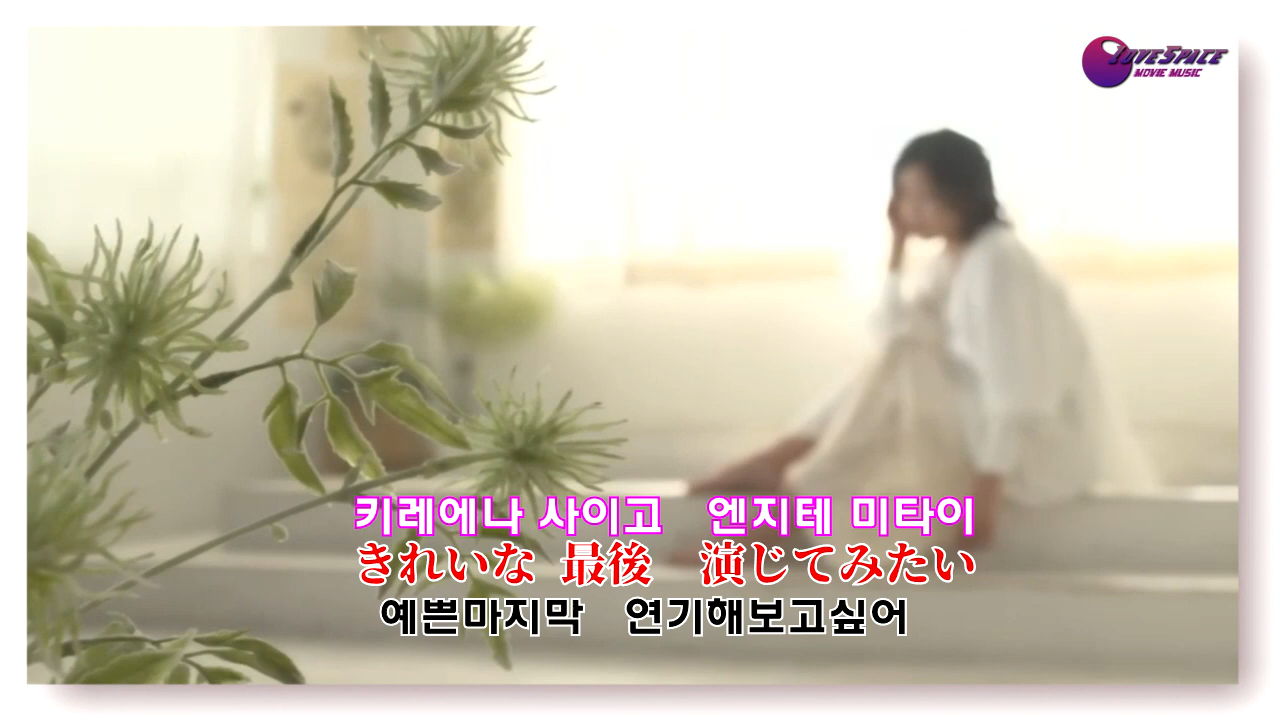 LOVESPACE
MOVIE MUSIC
키레에나 사이고 엔지테 미타이
きれいな 最後 演じてみたい
예쁜마지막 연기해보고싶어